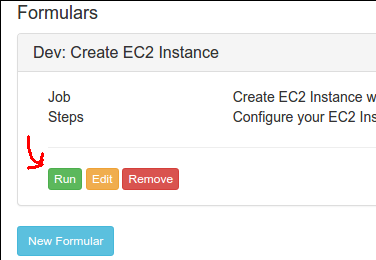 Formulars
Dev: Create EC2 Instance
Job Create EC2 Instance w
Steps Configure your EC2 Ins
Run Edit Remove
New Formular